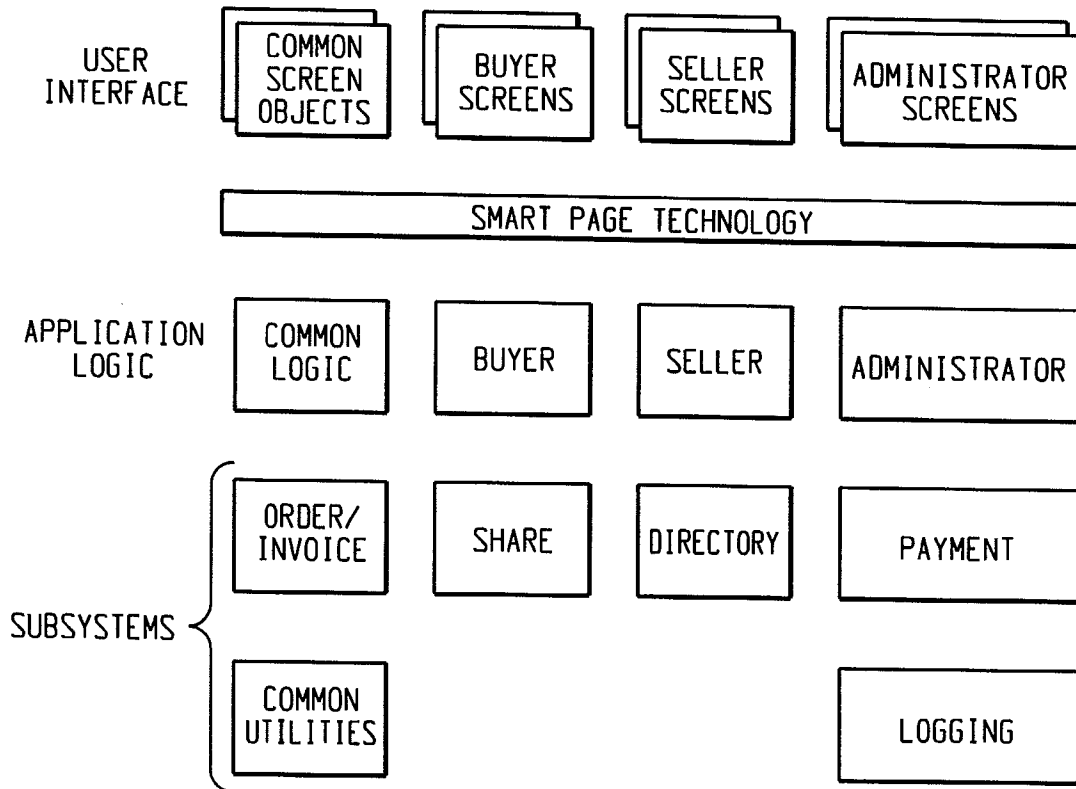 USER
INTERFACE
COMMON
SCREEN
OBJECTS
BUYER
SCREENS
SELLER
SCREENS
ADMINISTRATOR
SCREENS
SMART PAGE TECHNOLOGY
APPLICATION
LOGIC
COMMON
LOGIC
BUYER
SELLER
ADMINISTRATOR
SUBSYSTEMS
ORDER/
INVOICE
SHARE
DIRECTORY
PAYMENT
COMMON
UTILITIES
LOGGING